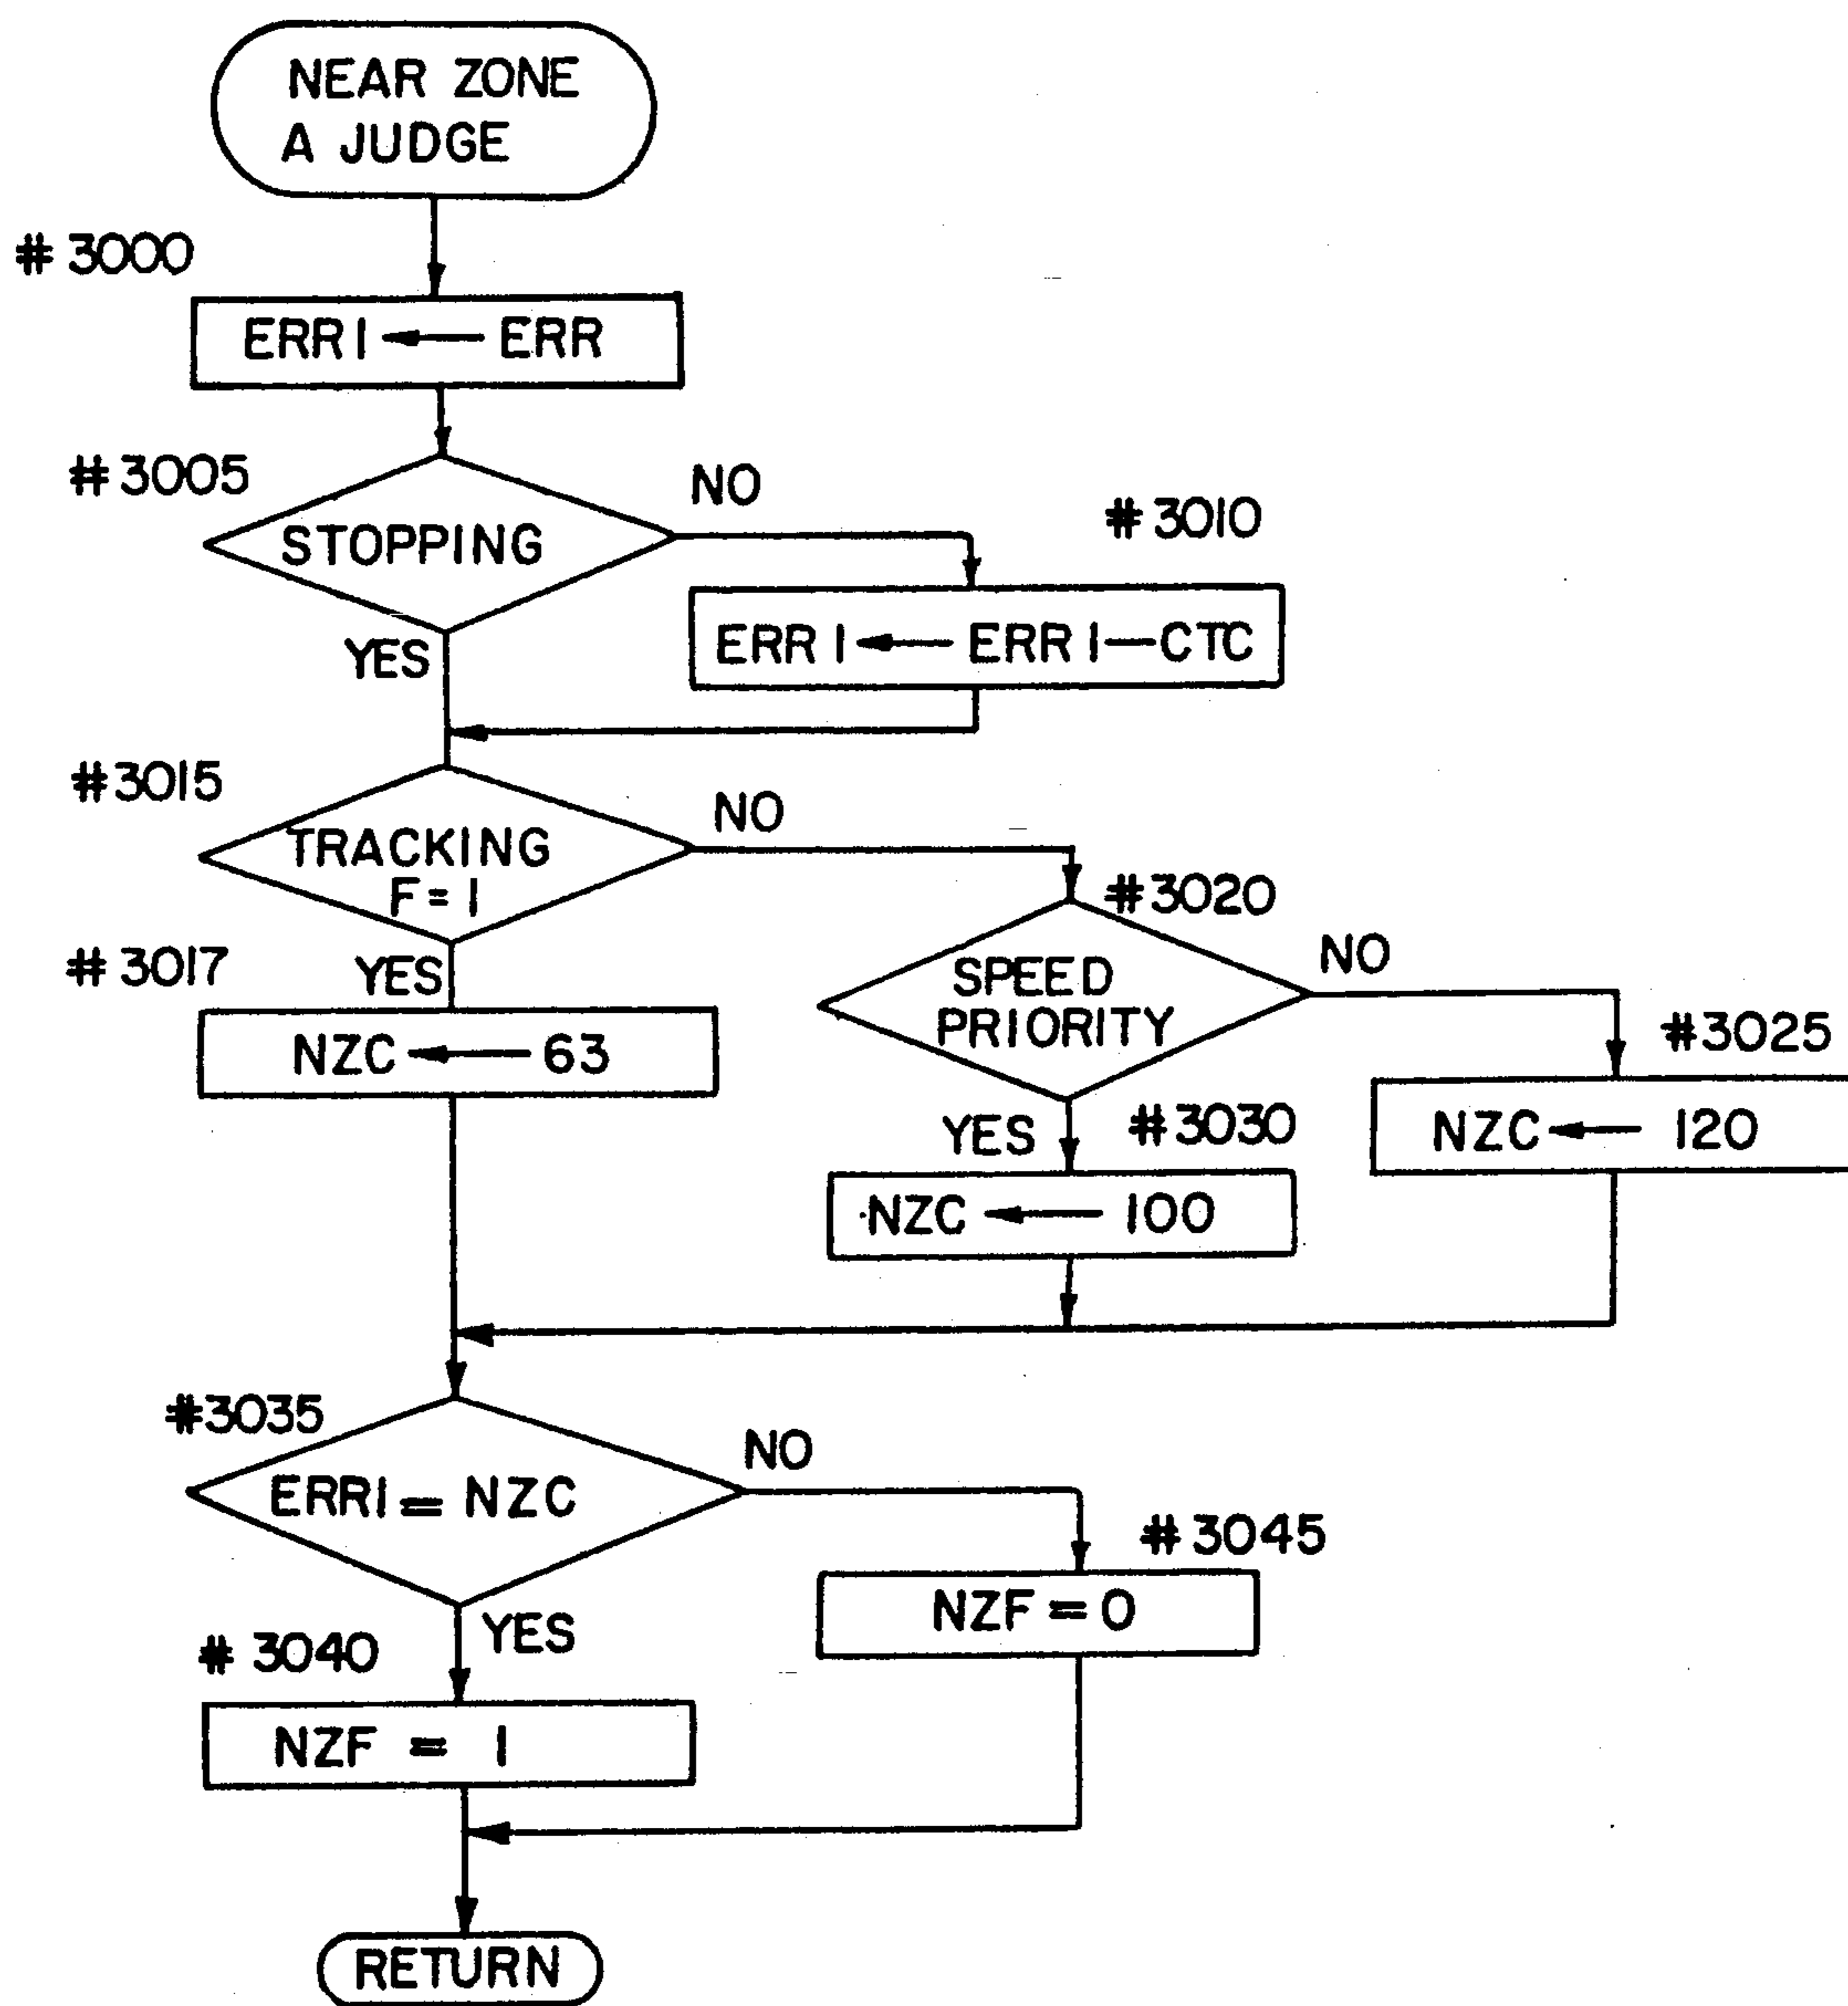 NEAR ZONE
A JUDGE
#3000
ERR1 ← ERR
#3005
STOPPING
NO
#3010
YES
ERR1 ← ERR1—CTC
#3015
TRACKING
F=1
NO
#3020
#3017
YES
SPEED
PRIORITY
NO
#3025
NZC ← 63
YES
#3030
NZC ← 120
NZC ← 100
#3035
ERR1 = NZC
NO
#3045
YES
NZF = 0
#3040
NZF = 1
RETURN